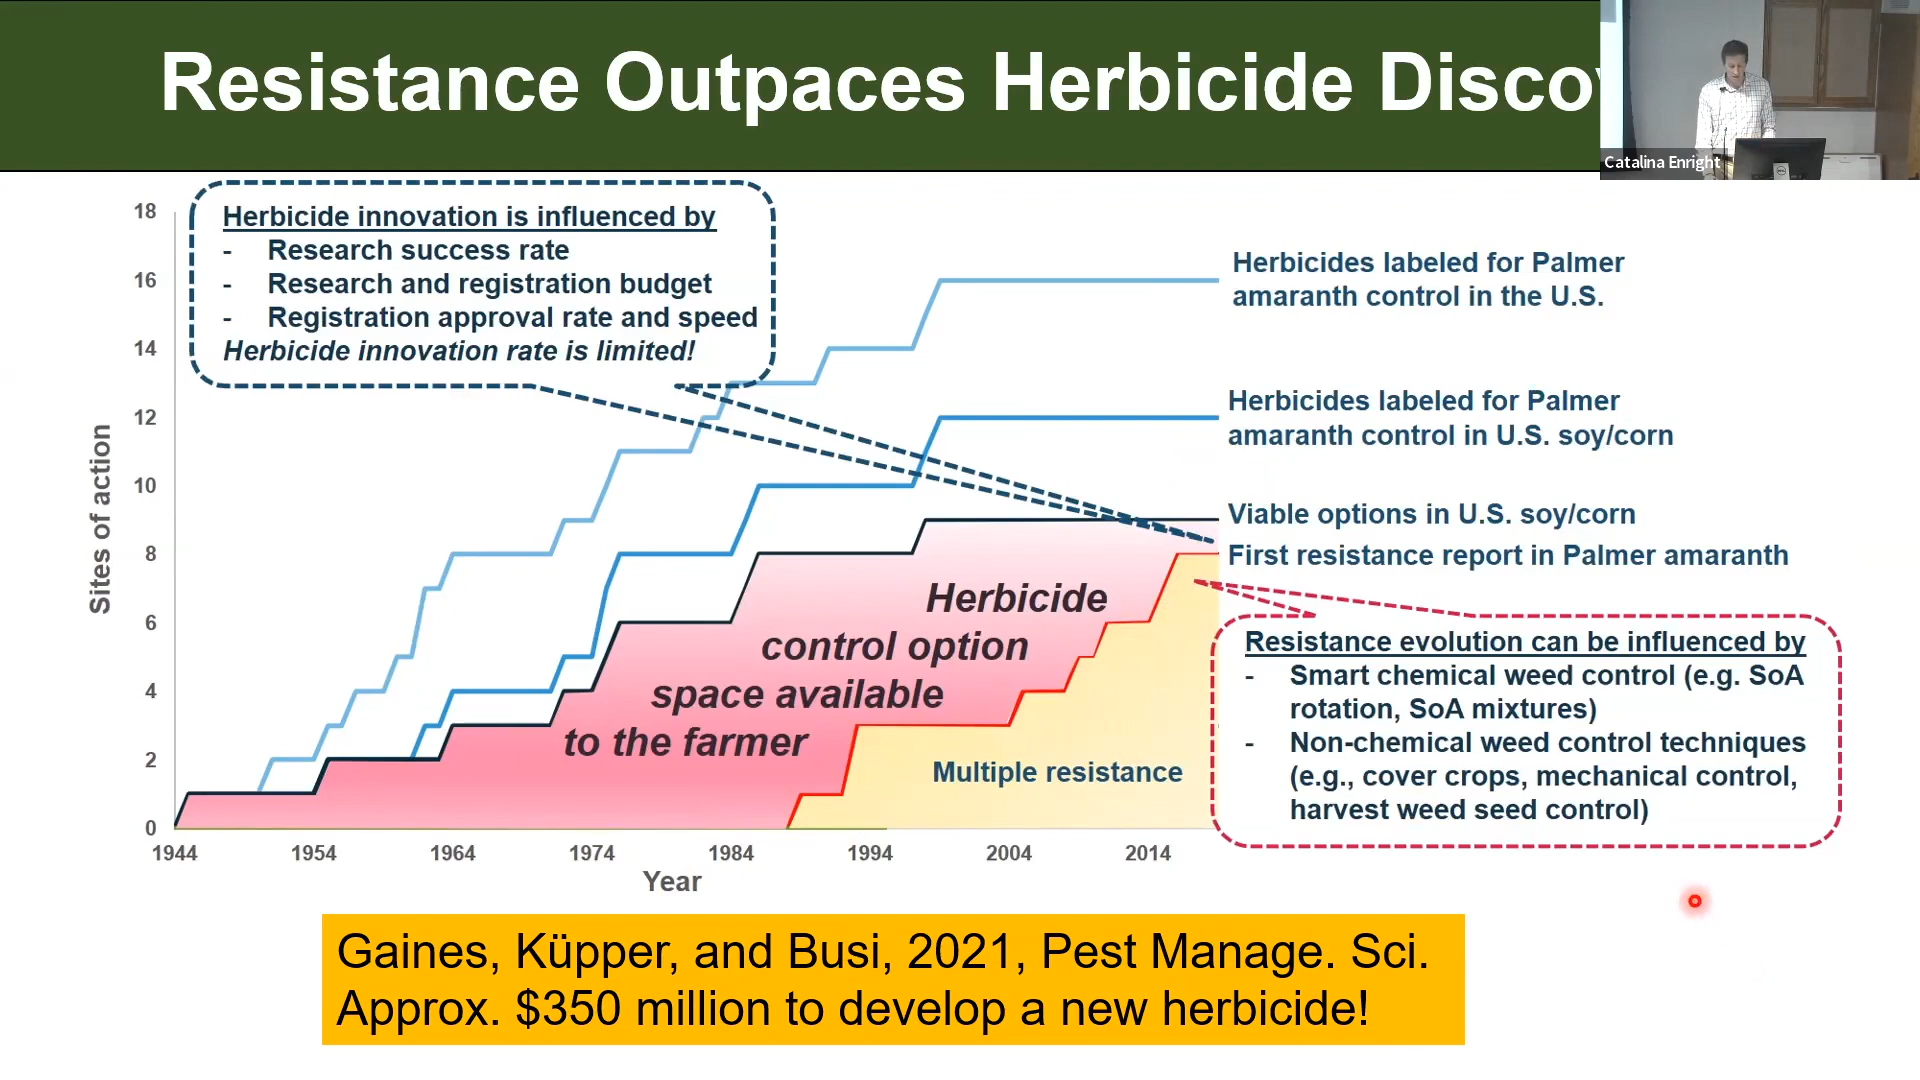 Resistance Outpaces Herbicide Disco
Catalina Enright
Herbicide innovation is influenced by
- Research success rate
- Research and registration budget
- Registration approval rate and speed
Herbicide innovation rate is limited!
18
16
14
12
10
8
6
4
2
0
Sites of action
1944 1954 1964 1974 1984 1994 2004 2014
Year
Herbicides labeled for Palmer
amaranth control in the U.S.
Herbicides labeled for Palmer
amaranth control in U.S. soy/corn
Viable options in U.S. soy/corn
First resistance report in Palmer amaranth
Herbicide
control option
space available
to the farmer
Multiple resistance
Resistance evolution can be influenced by
- Smart chemical weed control (e.g. SoA
rotation, SoA mixtures)
- Non-chemical weed control techniques
(e.g., cover crops, mechanical control,
harvest weed seed control)
Gaines, Küpper, and Busi, 2021, Pest Manage. Sci.
Approx. $350 million to develop a new herbicide!